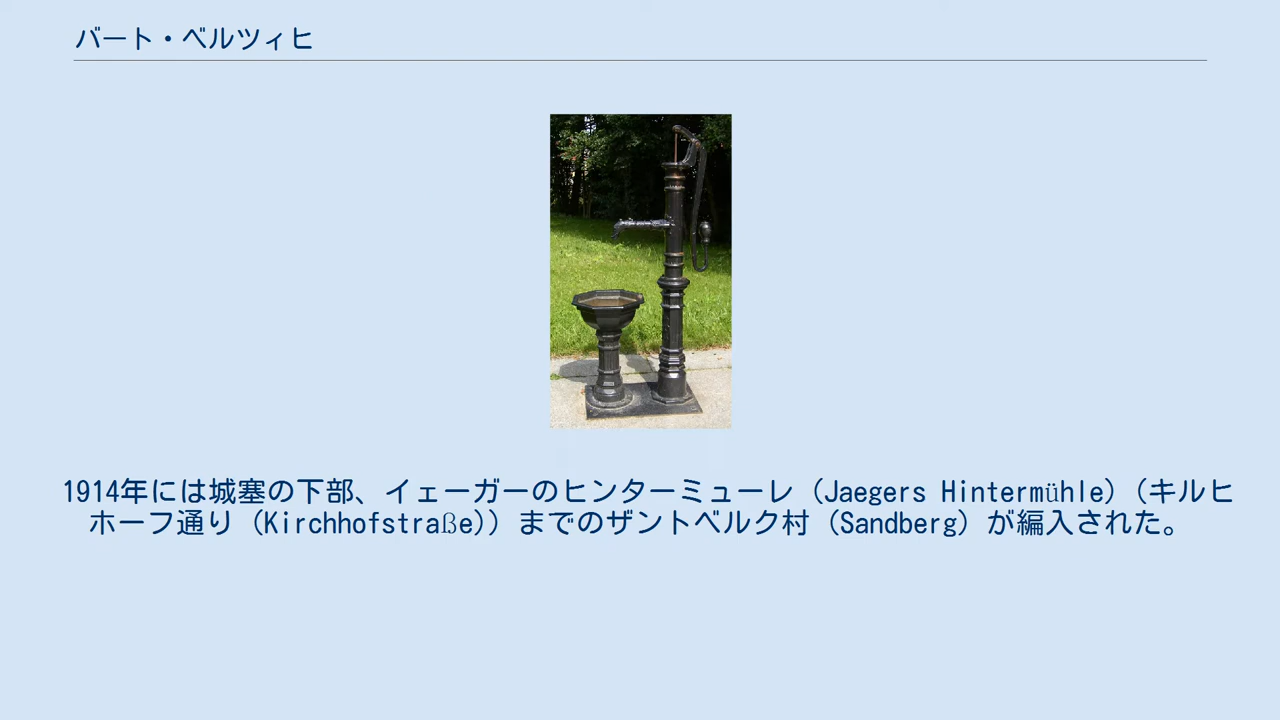 バート・ベルツィヒ
1914年には城塞の下部、イェーガーのヒンターミューレ（Jaegers Hintermühle)（キルヒ
ホーフ通り（Kirchhofstraße)）までのザントベルク村（Sandberg）が編入された。